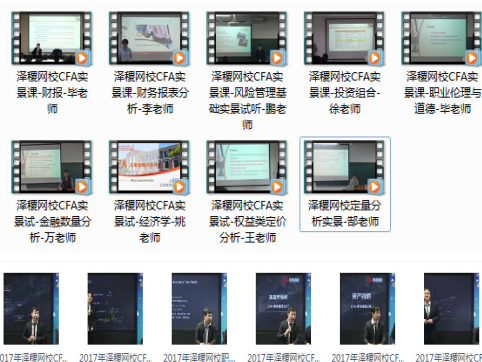 泽稷网校CFA实
景课-财报-毕老
师
泽稷网校CFA实
景课-财务报表分
析-李老师
泽稷网校CFA实
景课-风险管理基
础实景试听-鹏老
师
泽稷网校CFA实
景课-投资组合-
徐老师
泽稷网校CFA实
景课-职业伦理与
道德-毕老师
泽稷网校CFA实
景试-金融数量分
析-万老师
泽稷网校CFA实
景试-经济学-姚
老师
泽稷网校CFA实
景试-权益类定价
分析-王老师
泽稷网校定量分
析实景-郜老师
2017年泽稷网校CF...
2017年泽稷网校CF...
2017年泽稷网校职...
2017年泽稷网校CF...
2017年泽稷网校CF...
2017年泽稷网校CF